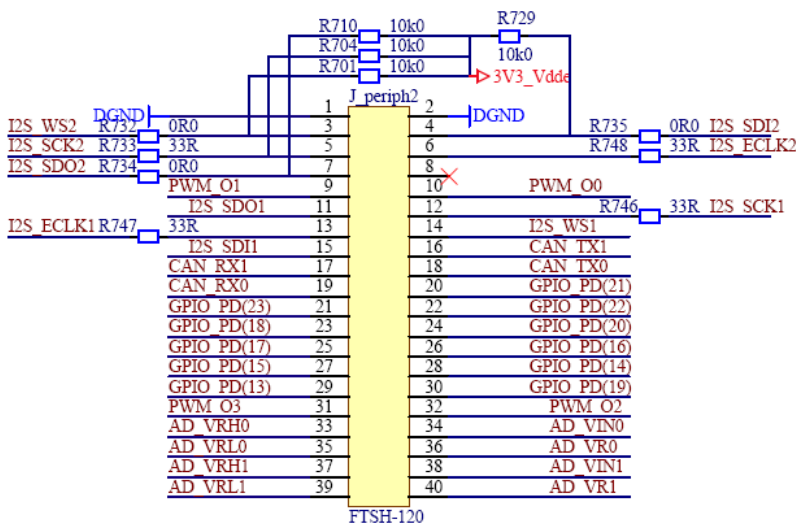 R710 10k0 R729
R704 10k0 10k0
R701 10k0 3V3_Vdde
J_periph2
DGND 1 2 DGND
I2S_WS2 R732 0R0 3 4 R735 0R0 I2S_SDI2
I2S_SCK2 R733 33R 5 6 R748 33R I2S_ECLK2
I2S_SDO2 R734 0R0 7 8
PWM_O1 9 10 PWM_O0
I2S_SDO1 11 12 R746 33R I2S_SCK1
I2S_ECLK1 R747 33R 13 14 I2S_WS1
I2S_SDI1 15 16 CAN_TX1
CAN_RX1 17 18 CAN_TX0
CAN_RX0 19 20 GPIO_PD(21)
GPIO_PD(23) 21 22 GPIO_PD(22)
GPIO_PD(18) 23 24 GPIO_PD(20)
GPIO_PD(17) 25 26 GPIO_PD(16)
GPIO_PD(15) 27 28 GPIO_PD(14)
GPIO_PD(13) 29 30 GPIO_PD(19)
PWM_O3 31 32 PWM_O2
AD_VRH0 33 34 AD_VIN0
AD_VRL0 35 36 AD_VR0
AD_VRH1 37 38 AD_VIN1
AD_VRL1 39 40 AD_VR1
FTSH-120